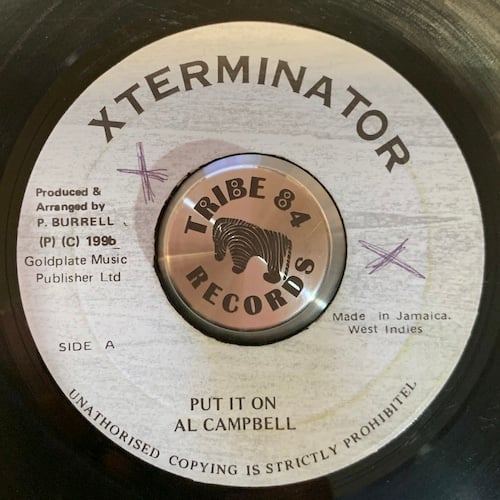 XTERMINATOR
TRIBE 84
RECORDS
Produced &
Arranged by
P. BURRELL
(P) (C) 199b
Goldplate Music
Publisher Ltd
Made in Jamaica.
West Indies
SIDE A
PUT IT ON
AL CAMPBELL
UNATHORISED COPYING IS STRICTLY PROHIBITEL